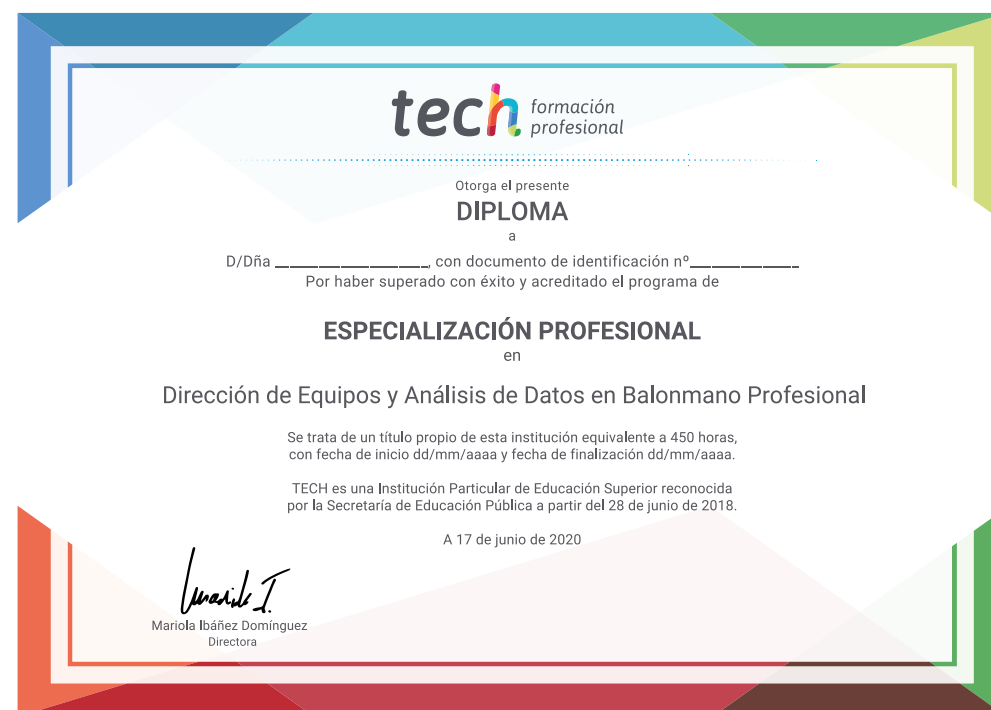 tech formación
profesional
Otorga el presente
DIPLOMA
a
D/Dña ______________________, con documento de identificación nº_______________
Por haber superado con éxito y acreditado el programa de
ESPECIALIZACIÓN PROFESIONAL
en
Dirección de Equipos y Análisis de Datos en Balonmano Profesional
Se trata de un título propio de esta institución equivalente a 450 horas,
con fecha de inicio dd/mm/aaaa y fecha de finalización dd/mm/aaaa.
TECH es una Institución Particular de Educación Superior reconocida
por la Secretaría de Educación Pública a partir del 28 de junio de 2018.
A 17 de junio de 2020
Mariola Ibáñez Domínguez
Directora